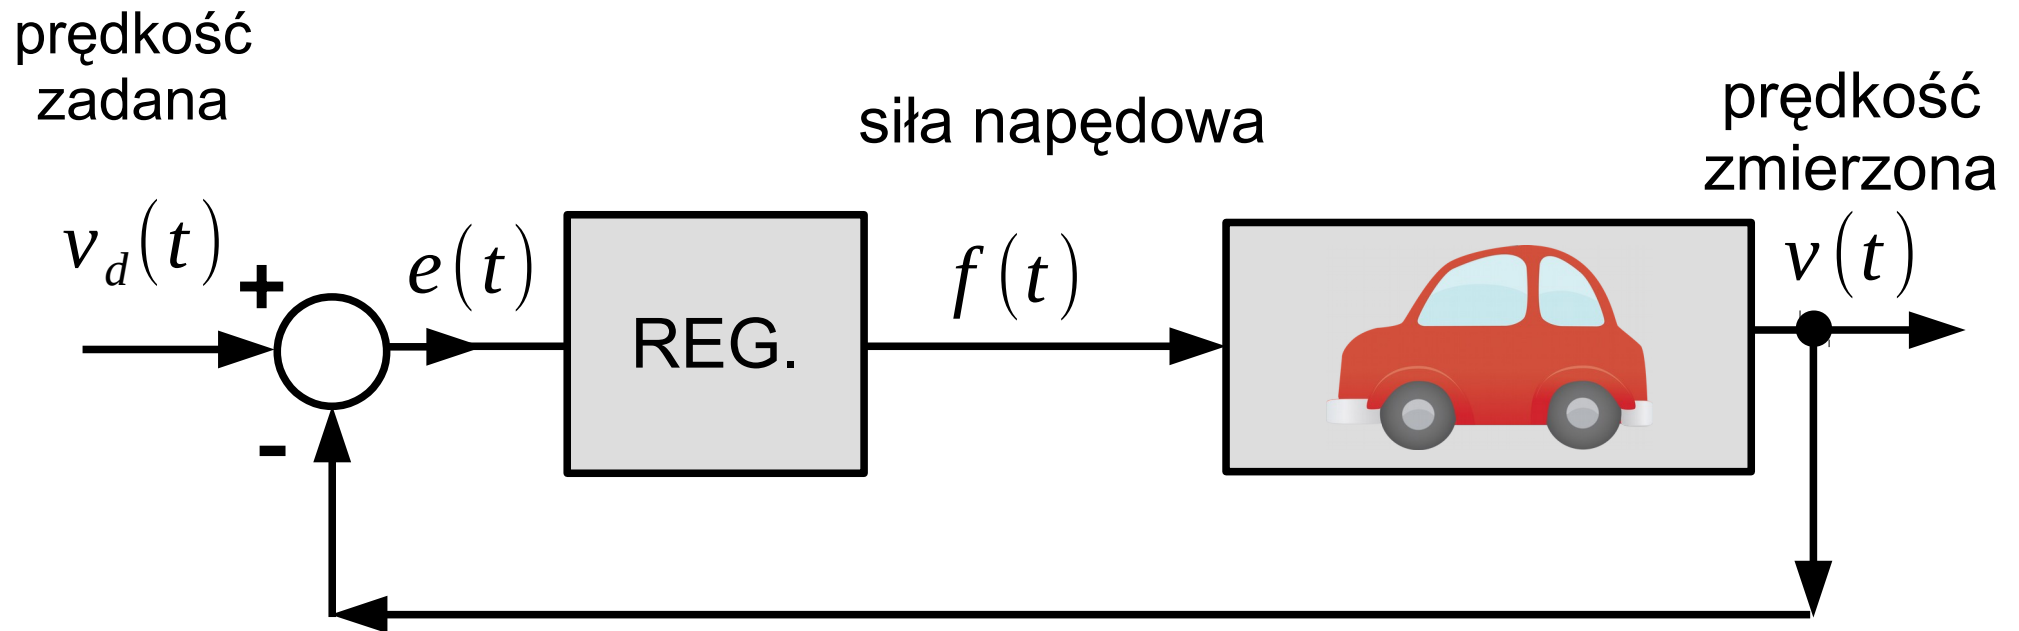 prędkość
zadana
siła napędowa
prędkość
zmierzona
v_d(t)
+
e(t)
REG.
f(t)
v(t)
-